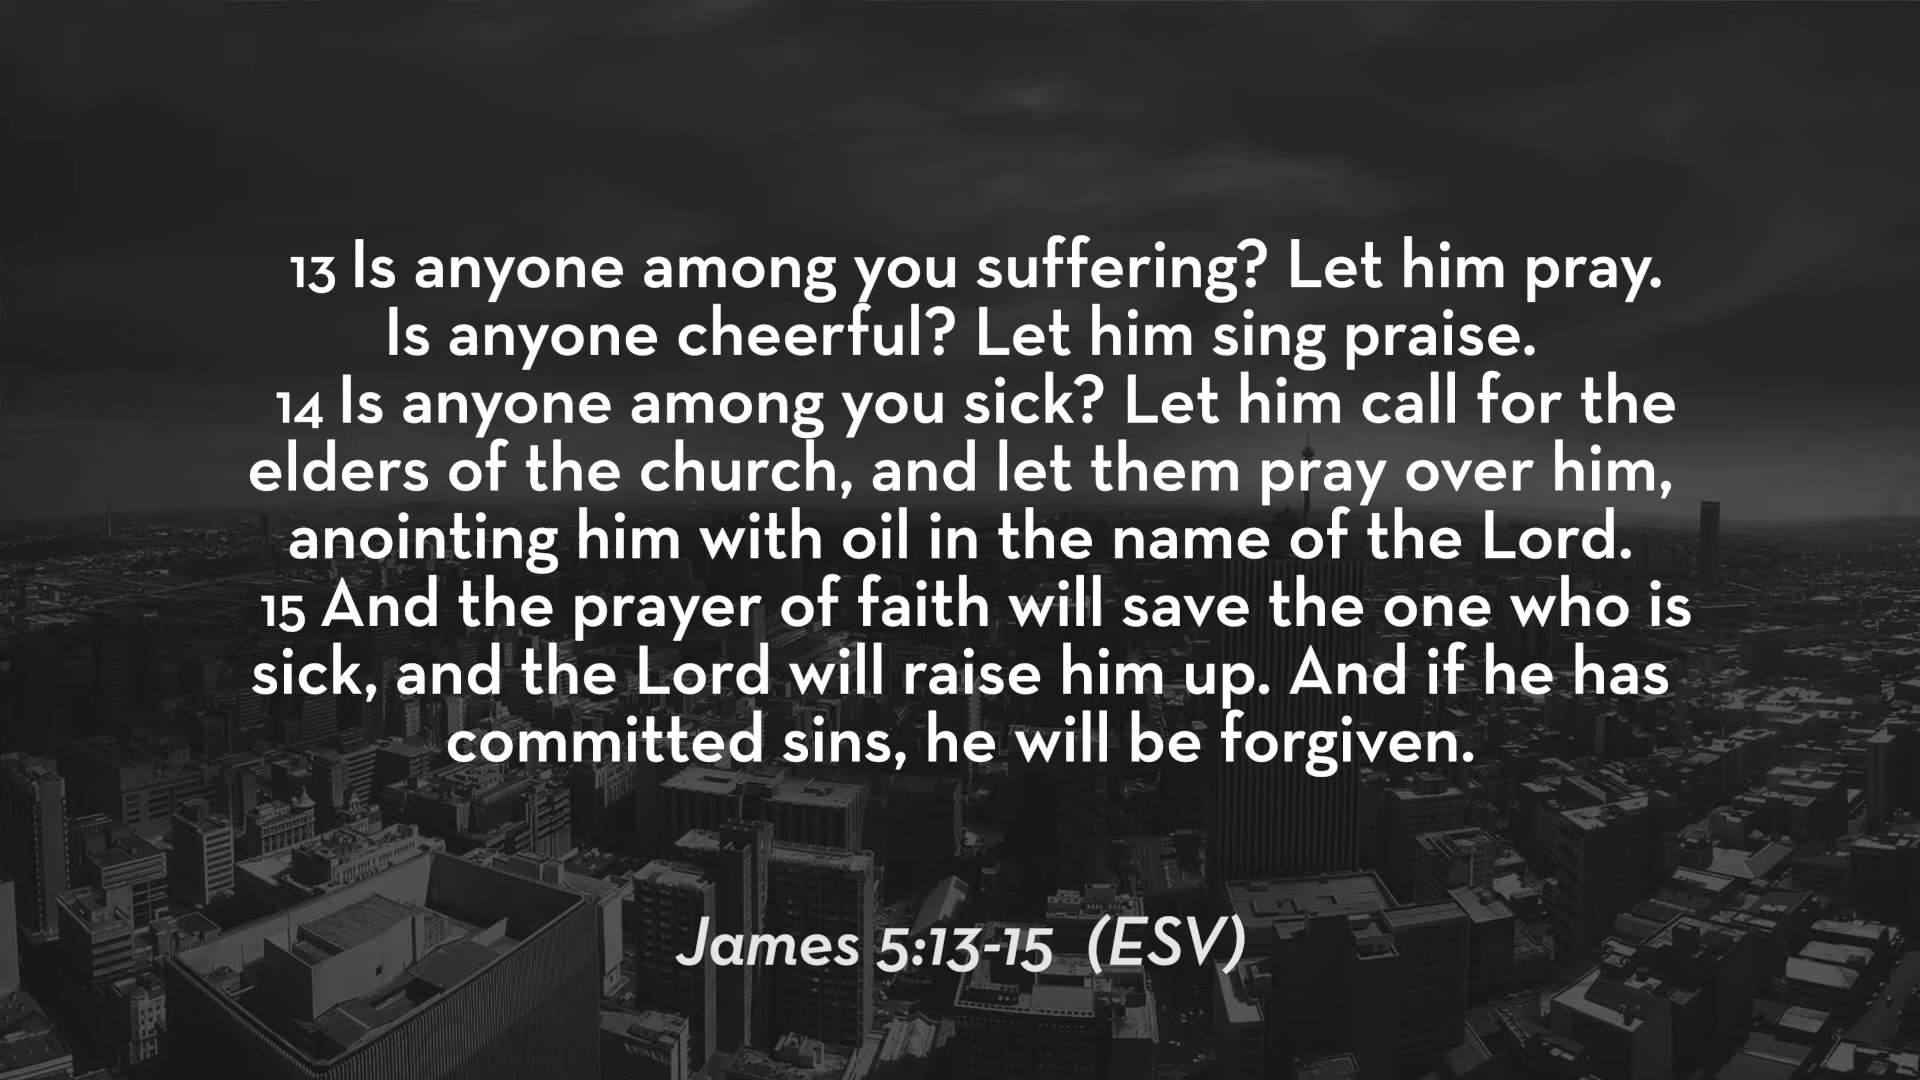 13 Is anyone among you suffering? Let him pray.
Is anyone cheerful? Let him sing praise.
14 Is anyone among you sick? Let him call for the
elders of the church, and let them pray over him,
anointing him with oil in the name of the Lord.
15 And the prayer of faith will save the one who is
sick, and the Lord will raise him up. And if he has
committed sins, he will be forgiven.
James 5:13-15 (ESV)